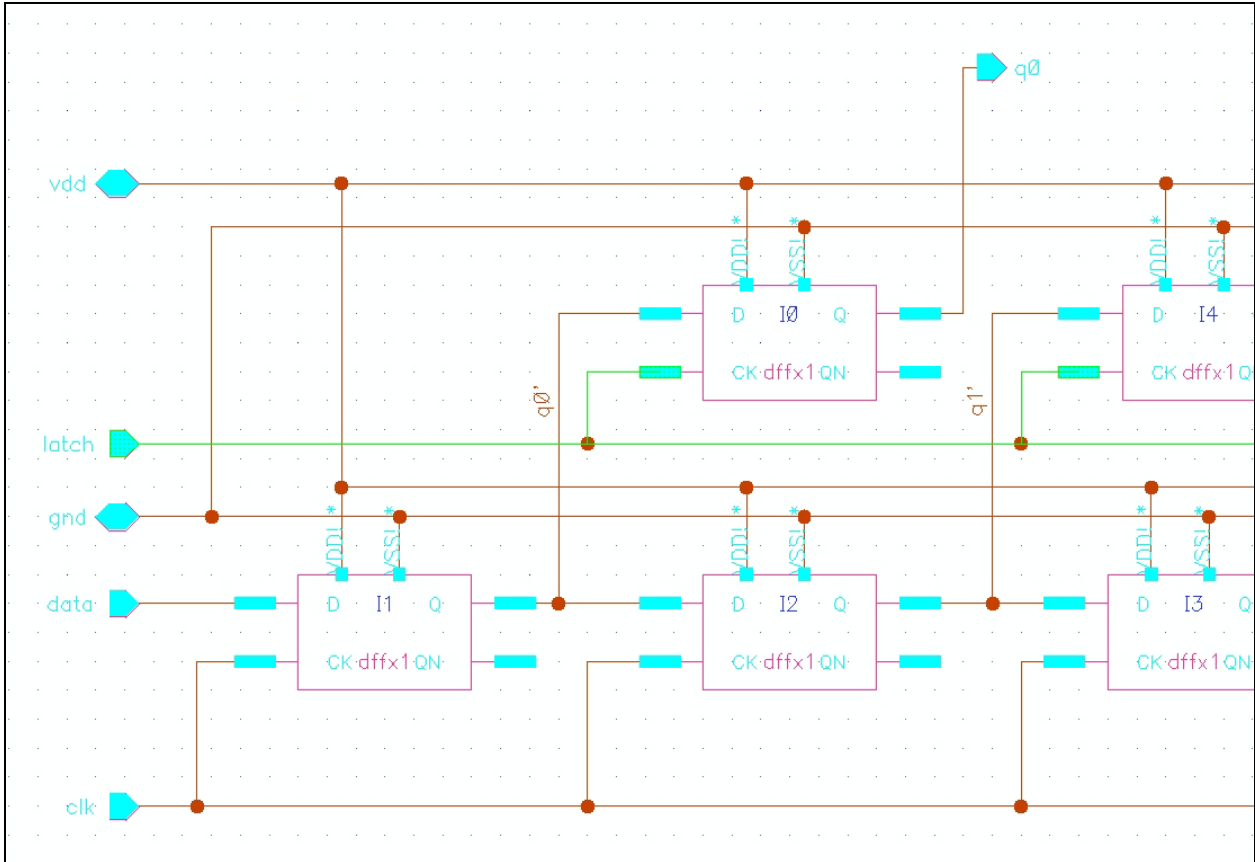 q0
vdd
VDD! *
VSS! *
VDD! *
VSS! *
D I0 Q
D I4
CK dffx1 QN
CK dffx1 QN
q0'
q1'
latch
gnd
VDD! *
VSS! *
VDD! *
VSS! *
VDD! *
VSS! *
data
D I1 Q
D I2 Q
D I3 Q
CK dffx1 QN
CK dffx1 QN
CK dffx1 QN
clk